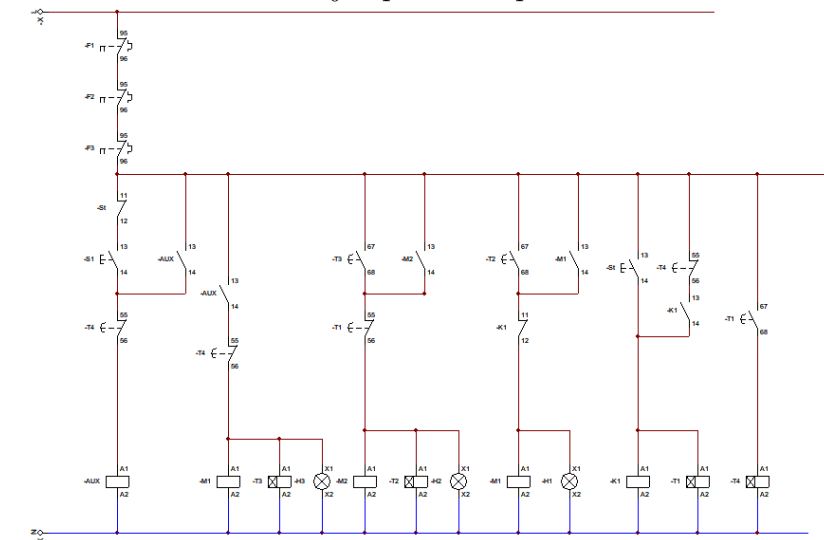 -X
95
-F1
96
95
-F2
96
95
-F3
96
11
-St
12
13
-S1
14
-AUX
13
14
-T3
67
68
-M2
13
14
-T2
67
68
-M1
13
14
-St
13
14
-T4
55
56
-AUX
13
14
-K1
13
14
-T4
55
56
-T1
55
56
-K1
11
12
-T1
67
68
-T4
55
56
-AUX
A1
A2
-M1
A1
A2
-T3
A1
A2
-H3
X1
X2
-M2
A1
A2
-T2
A1
A2
-H2
X1
X2
-M1
A1
A2
-H1
X1
X2
-K1
A1
A2
-T1
A1
A2
-T4
A1
A2
N